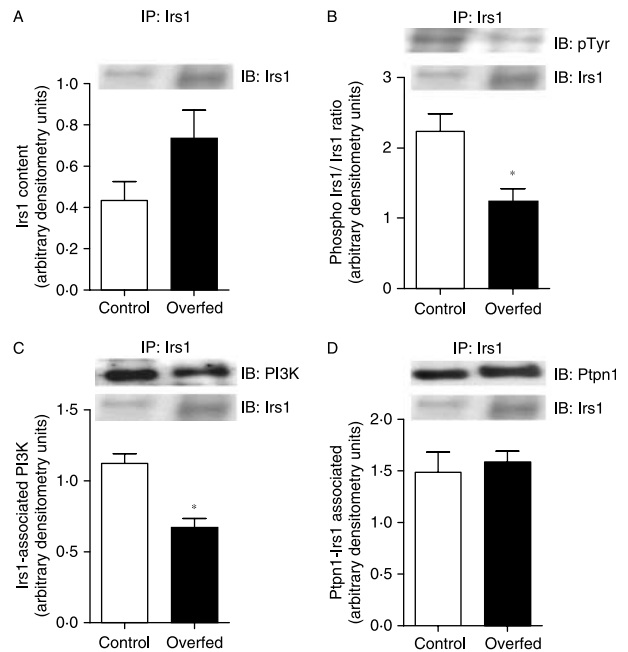 A
IP: Irs1
IB: Irs1
Irs1 content
(arbitrary densitometry units)
1·0
0·8
0·6
0·4
0·2
0·0
Control
Overfed
B
IP: Irs1
IB: pTyr
IB: Irs1
Phospho Irs1/ Irs1 ratio
(arbitrary densitometry units)
3
2
1
0
*
Control
Overfed
C
IP: Irs1
IB: PI3K
IB: Irs1
Irs1-associated PI3K
(arbitrary densitometry units)
1·5
1·0
0·5
0·0
*
Control
Overfed
D
IP: Irs1
IB: Ptpn1
IB: Irs1
Ptpn1-Irs1 associated
(arbitrary densitometry units)
2·0
1·5
1·0
0·5
0·0
Control
Overfed